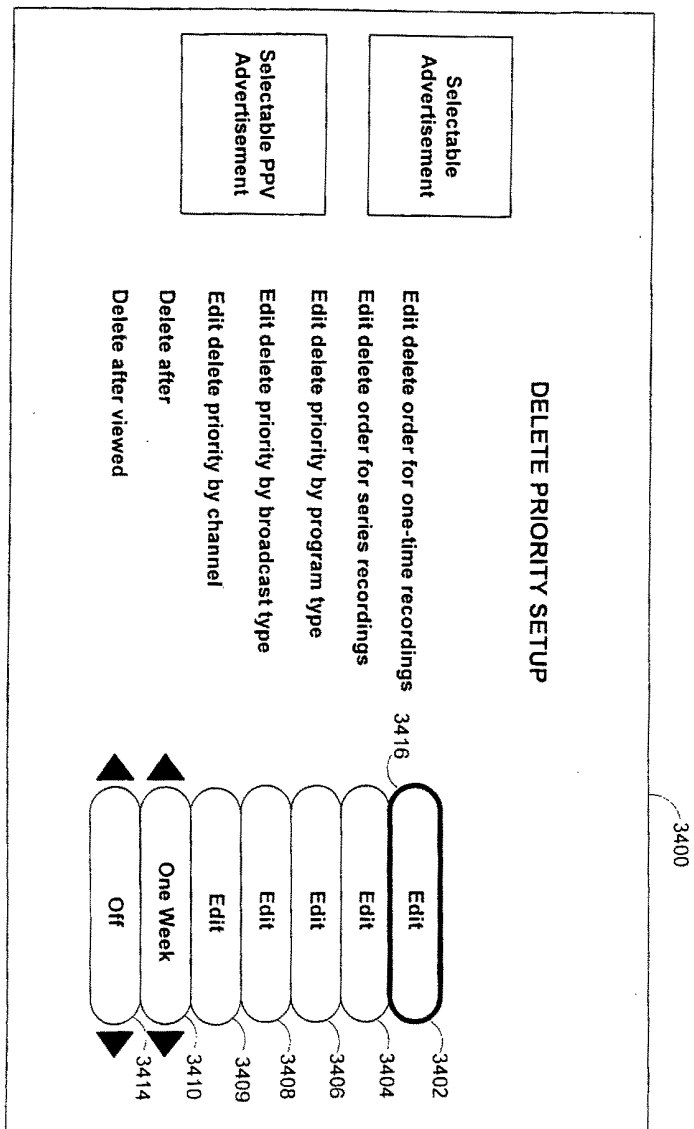 3400
DELETE PRIORITY SETUP
Selectable
Advertisement
Selectable PPV
Advertisement
Edit delete order for one-time recordings
3416
Edit
3402
Edit delete order for series recordings
Edit
3404
Edit delete priority by program type
Edit
3406
Edit delete priority by broadcast type
Edit
3408
Edit delete priority by channel
Edit
3409
Delete after
One Week
3410
Delete after viewed
Off
3414